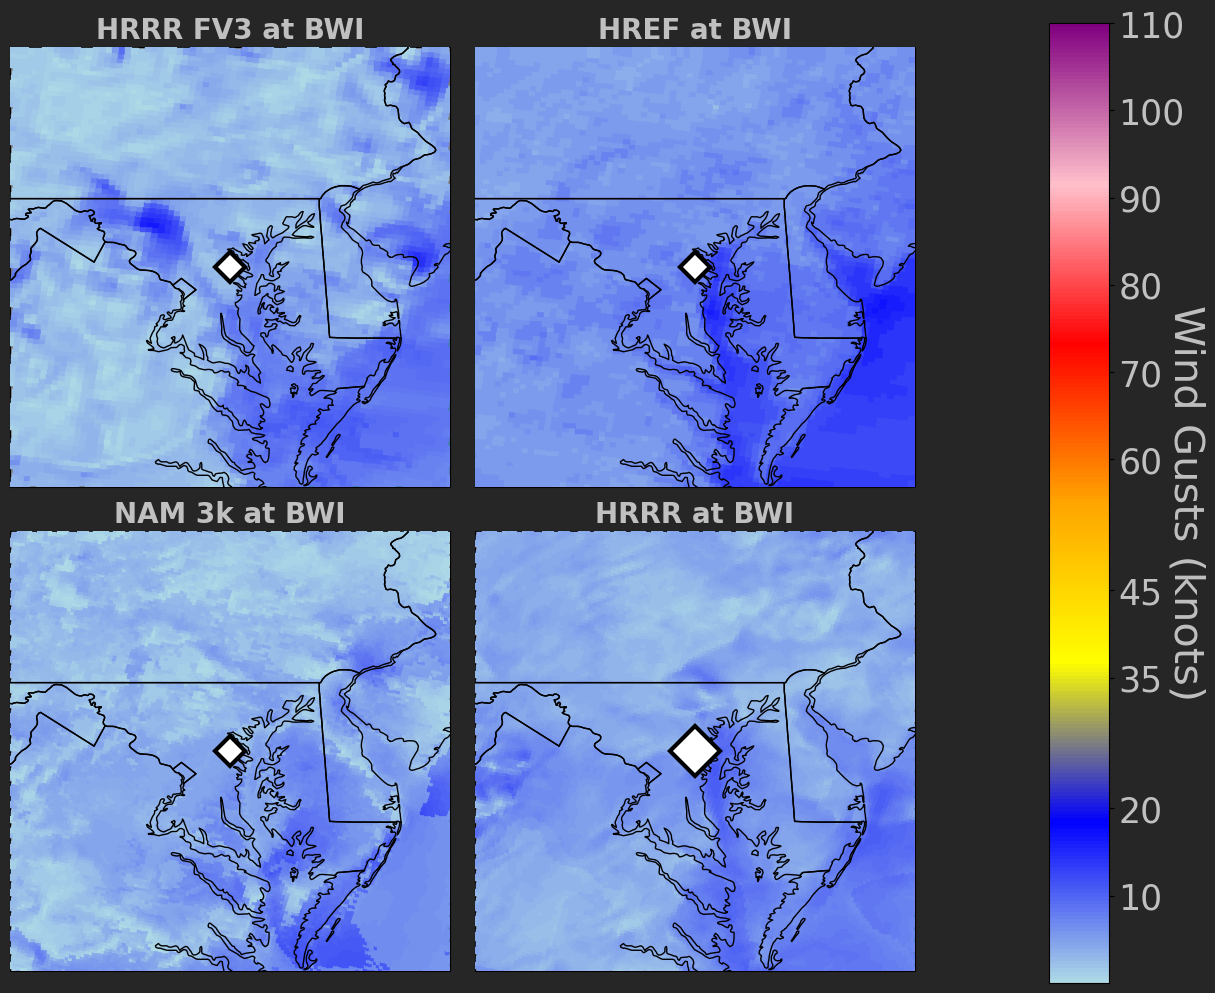 HRRR FV3 at BWI
HREF at BWI
NAM 3k at BWI
HRRR at BWI
110
100
90
80
70
60
45
35
20
10
Wind Gusts (knots)